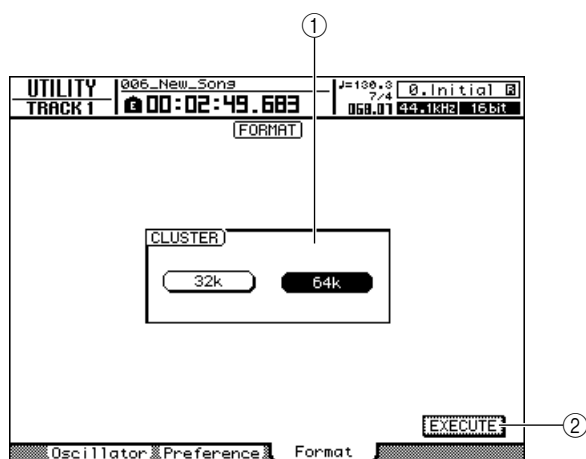 ①
UTILITY 006_New_Song ♩=130.3 0.Initial R
7/4
TRACK 1 E 00:02:49.683 068.01 44.1kHz 16bit
FORMAT
CLUSTER
32k 64k
EXECUTE ②
Oscillator Preference Format